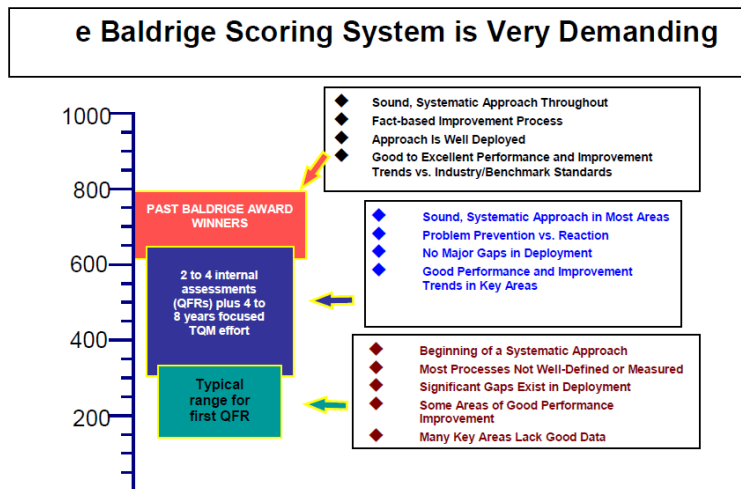 e Baldrige Scoring System is Very Demanding
1000
800
600
400
200
PAST BALDRIGE AWARD
WINNERS
2 to 4 internal
assessments
(QFRs) plus 4 to
8 years focused
TQM effort
Typical
range for
first QFR
Sound, Systematic Approach Throughout
Fact-based Improvement Process
Approach Is Well Deployed
Good to Excellent Performance and Improvement
Trends vs. Industry/Benchmark Standards
Sound, Systematic Approach in Most Areas
Problem Prevention vs. Reaction
No Major Gaps in Deployment
Good Performance and Improvement
Trends in Key Areas
Beginning of a Systematic Approach
Most Processes Not Well-Defined or Measured
Significant Gaps Exist in Deployment
Some Areas of Good Performance
Improvement
Many Key Areas Lack Good Data